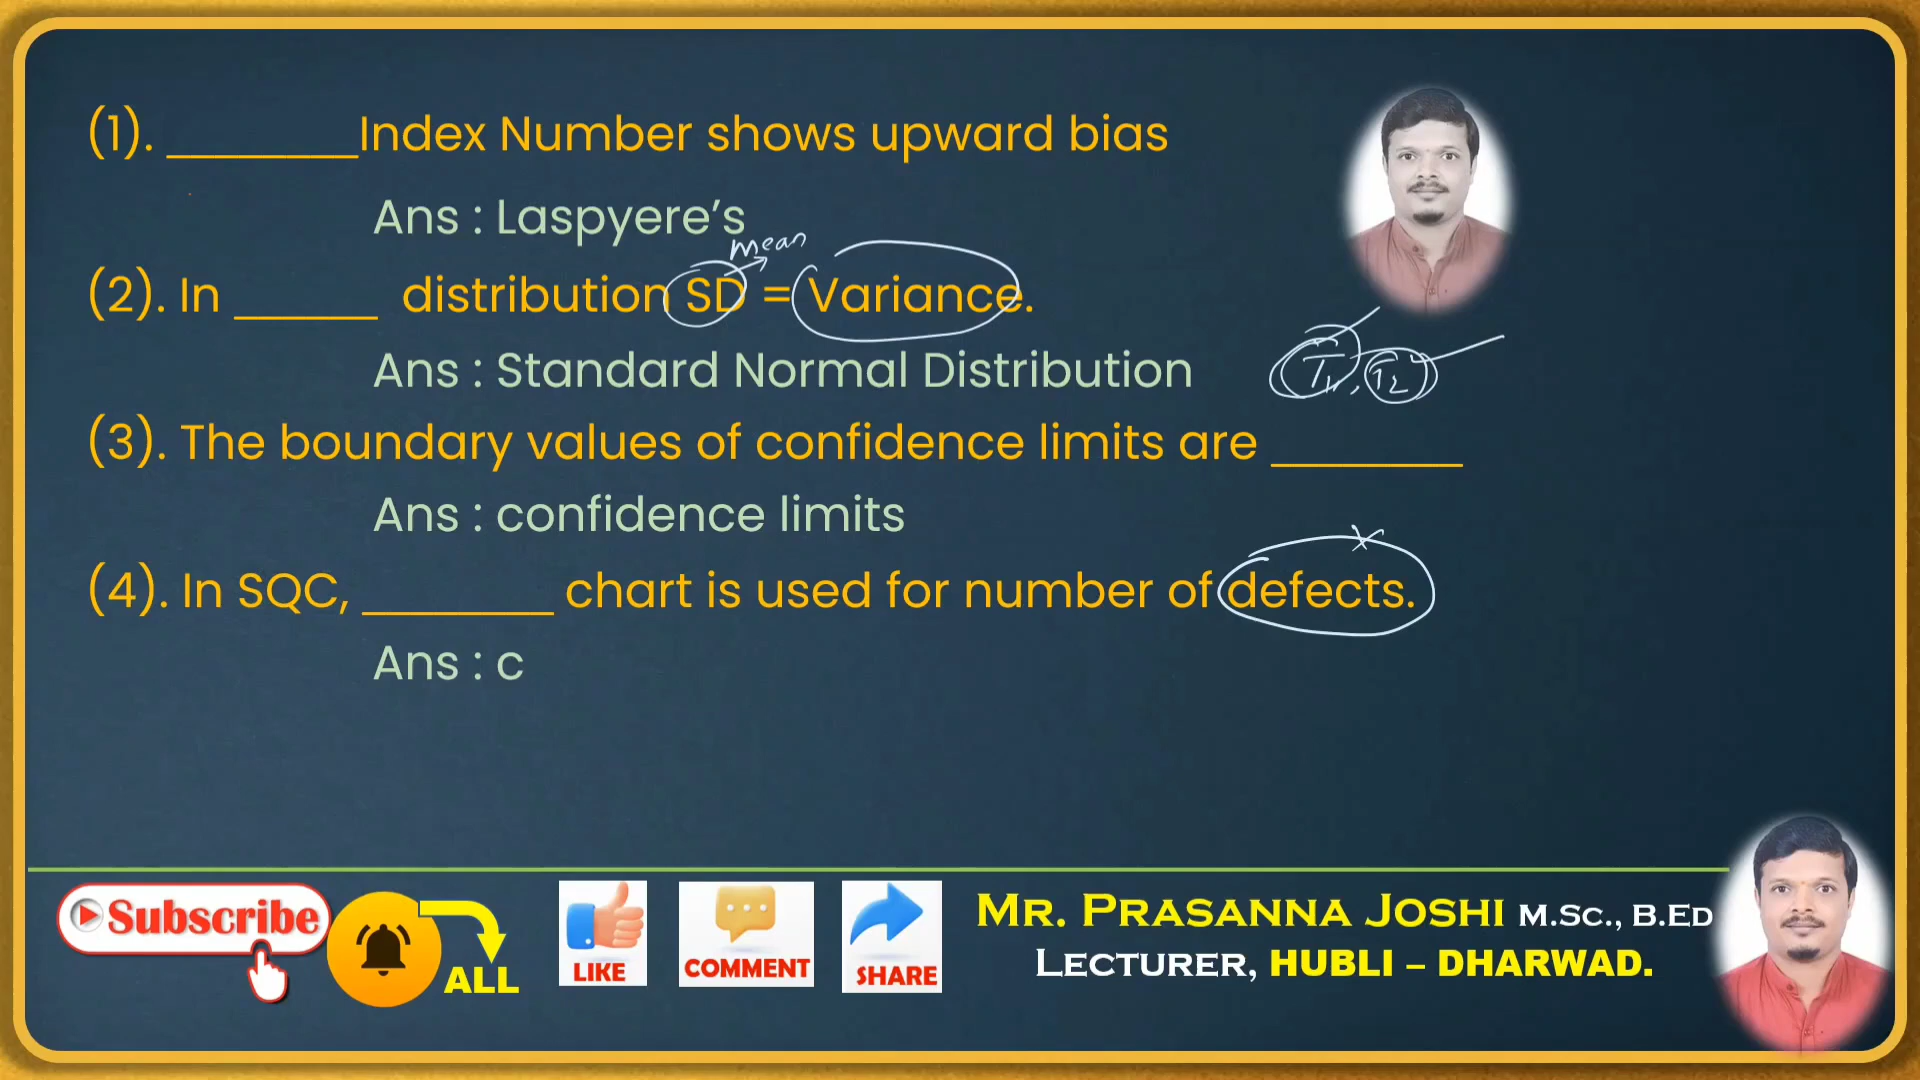 (1). ________Index Number shows upward bias
Ans : Laspyere’s
mean
(2). In ______ distribution SD = Variance.
Ans : Standard Normal Distribution
T₁, T₂
(3). The boundary values of confidence limits are ________
Ans : confidence limits
(4). In SQC, ________ chart is used for number of defects.
Ans : c
Subscribe
ALL
LIKE
COMMENT
SHARE
MR. PRASANNA JOSHI M.SC., B.ED
LECTURER, HUBLI – DHARWAD.